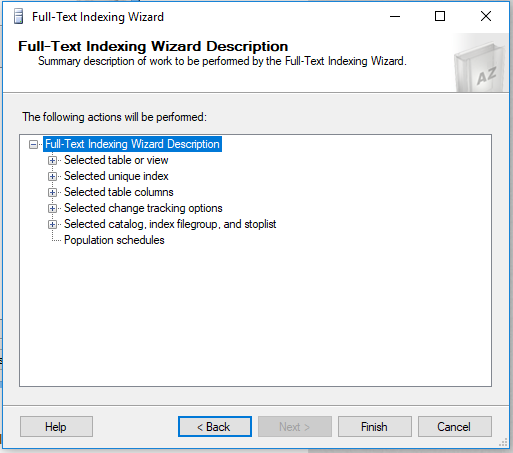 Full-Text Indexing Wizard
Full-Text Indexing Wizard Description
Summary description of work to be performed by the Full-Text Indexing Wizard.
AZ
The following actions will be performed:
Full-Text Indexing Wizard Description
Selected table or view
Selected unique index
Selected table columns
Selected change tracking options
Selected catalog, index filegroup, and stoplist
Population schedules
Help
< Back
Next >
Finish
Cancel